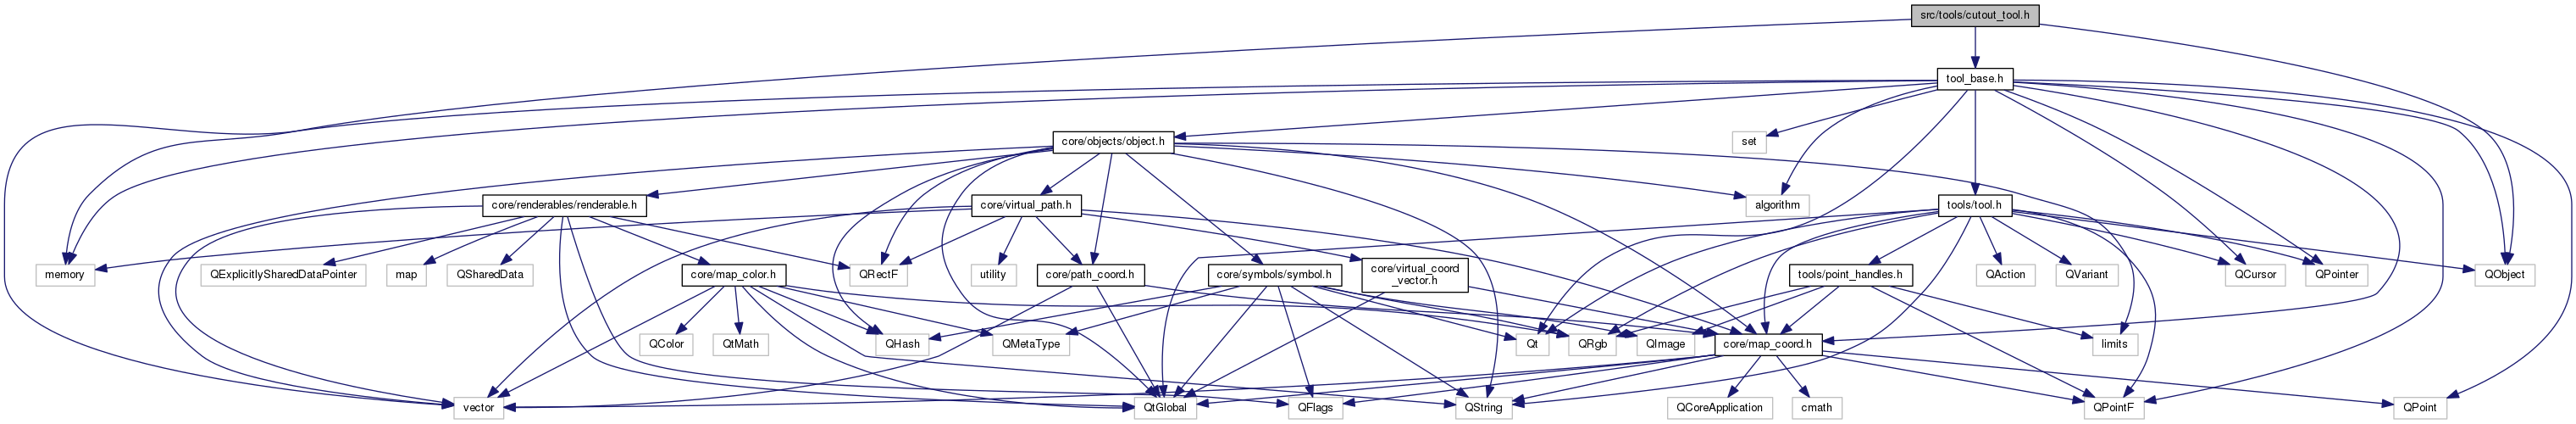 src/tools/cutout_tool.h
tool_base.h
core/objects/object.h
set
core/renderables/renderable.h
core/virtual_path.h
algorithm
tools/tool.h
memory
QExplicitlySharedDataPointer
map
QSharedData
core/map_color.h
QRectF
utility
core/path_coord.h
core/symbols/symbol.h
core/virtual_coord
_vector.h
tools/point_handles.h
QAction
QVariant
QCursor
QPointer
QObject
QColor
QtMath
QHash
QMetaType
Qt
QRgb
QImage
core/map_coord.h
limits
vector
QtGlobal
QFlags
QString
QCoreApplication
cmath
QPointF
QPoint